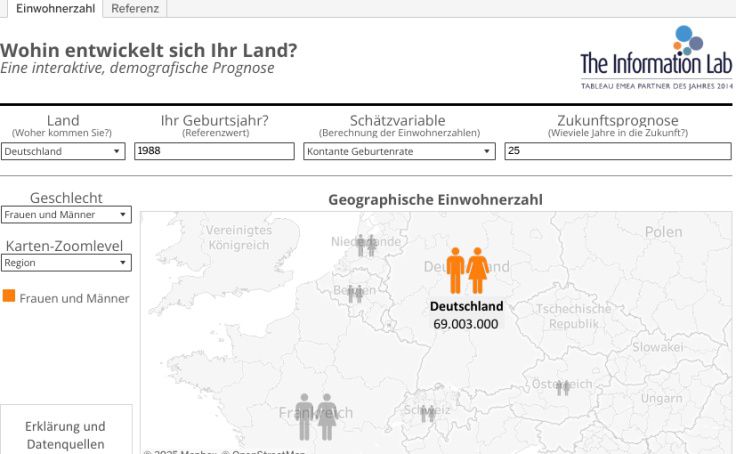 Einwohnerzahl Referenz
Wohin entwickelt sich Ihr Land?
Eine interaktive, demografische Prognose
The Information Lab
TABLEAU EMEA PARTNER DES JAHRES 2014
Land Ihr Geburtsjahr? Schätzvariable Zukunftsprognose
(Woher kommen Sie?) (Referenzwert) (Berechnung der Einwohnerzahlen) (Wieviele Jahre in die Zukunft?)
Deutschland 1988 Kontante Geburtenrate 25
Geschlecht
Frauen und Männer
Karten-Zoomlevel
Region
Frauen und Männer
Erklärung und
Datenquellen
Geographische Einwohnerzahl
Vereinigtes
Königreich
Polen
Niederlande
Deutschland
Belgien
Deutschland
69.003.000
Tschechische
Republik
Slowakei
Österreich
Ungarn
Frankreich
Schweiz
© 2025 Mapbox © OpenStreetMap